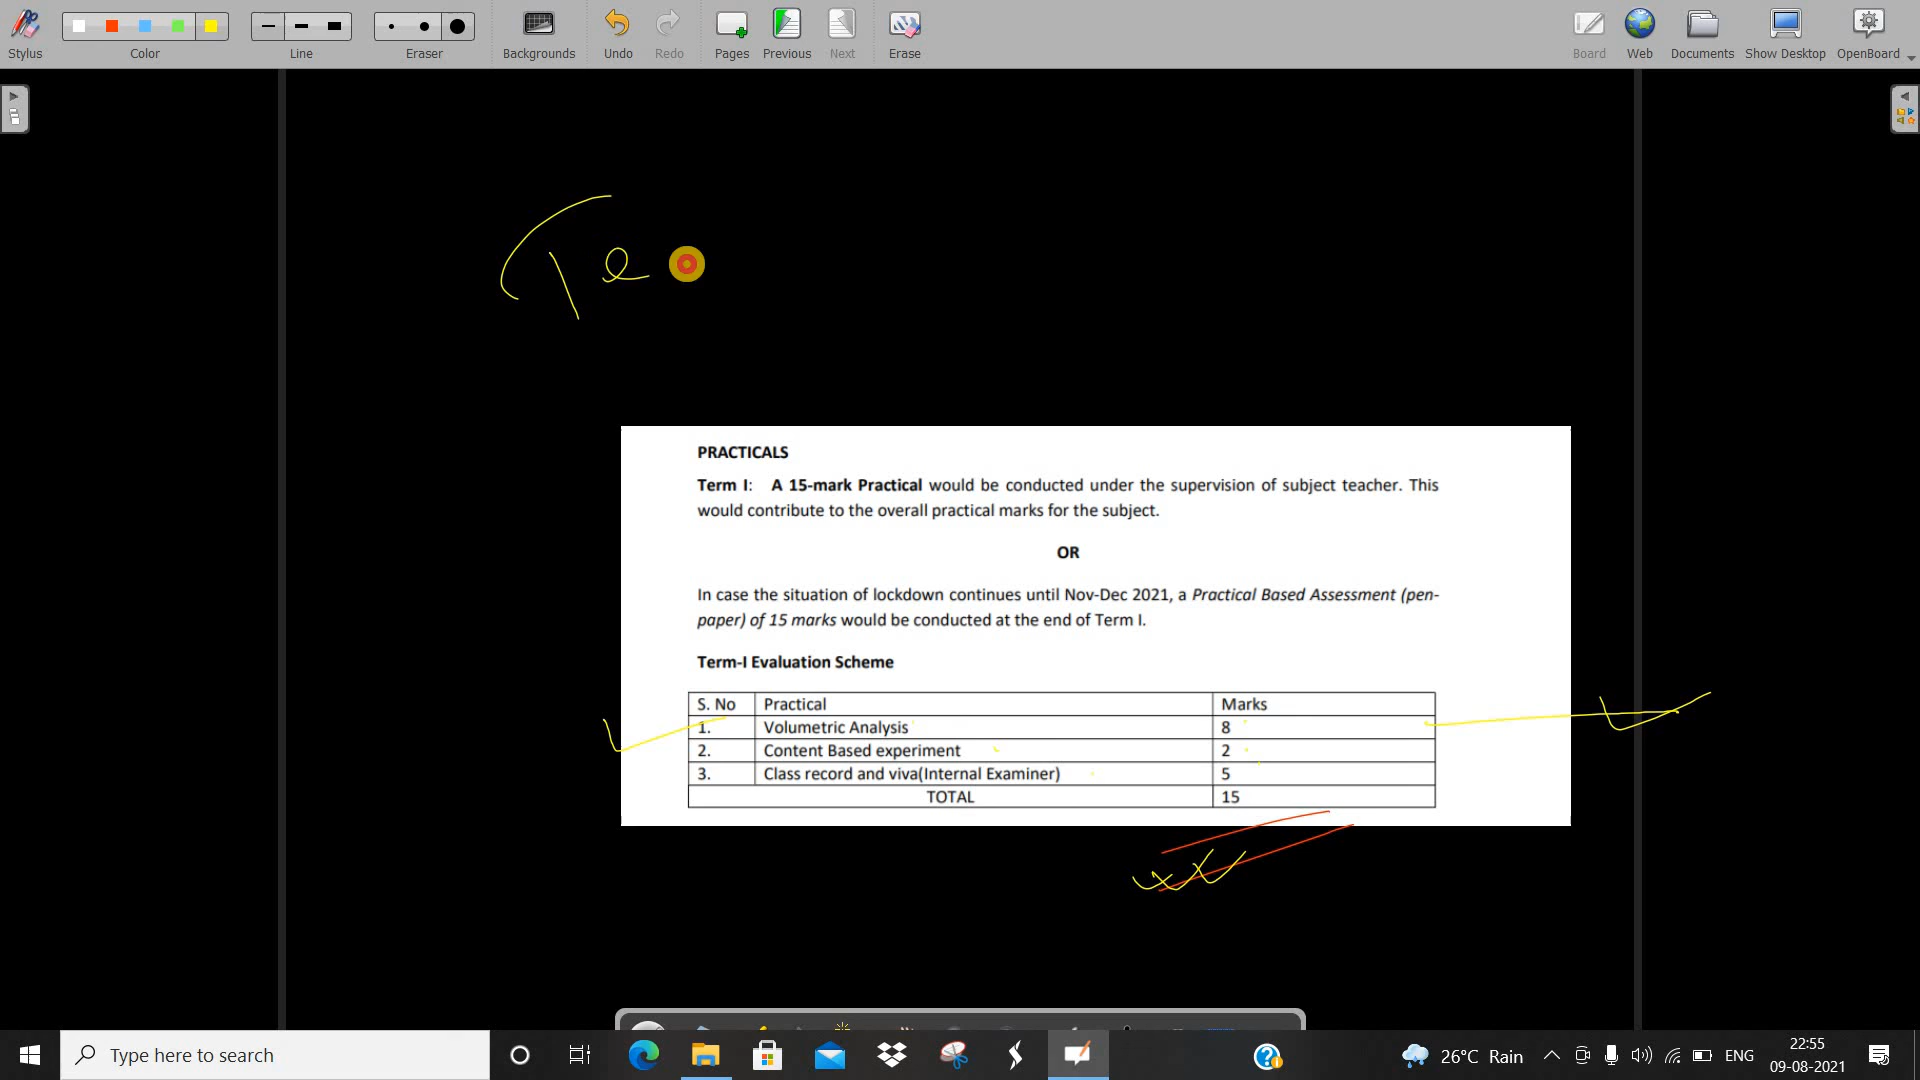 Stylus
Color
Line
Eraser
Backgrounds
Undo
Redo
Pages
Previous
Next
Erase
Board
Web
Documents
Show Desktop
OpenBoard
Te
PRACTICALS
Term I: A 15-mark Practical would be conducted under the supervision of subject teacher. This
would contribute to the overall practical marks for the subject.
OR
In case the situation of lockdown continues until Nov-Dec 2021, a Practical Based Assessment (pen-
paper) of 15 marks would be conducted at the end of Term I.
Term-I Evaluation Scheme
S. No Practical Marks
1. Volumetric Analysis 8
2. Content Based experiment 2
3. Class record and viva(Internal Examiner) 5
TOTAL 15
Type here to search
26°C Rain
ENG
22:55
09-08-2021